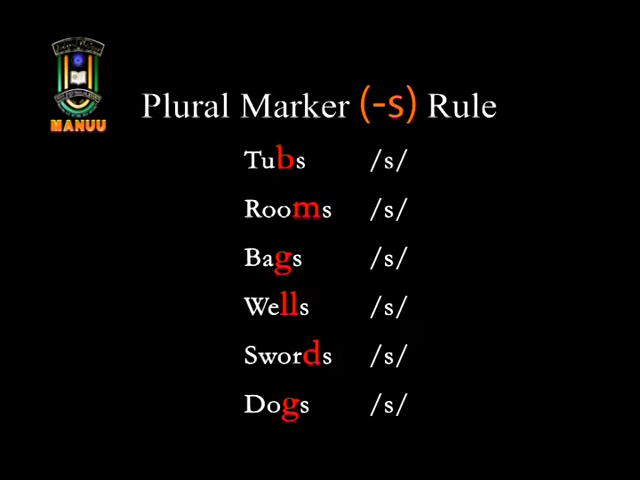 MANUU
Plural Marker (-s) Rule
Tubs /s/
Rooms /s/
Bags /s/
Wells /s/
Swords /s/
Dogs /s/